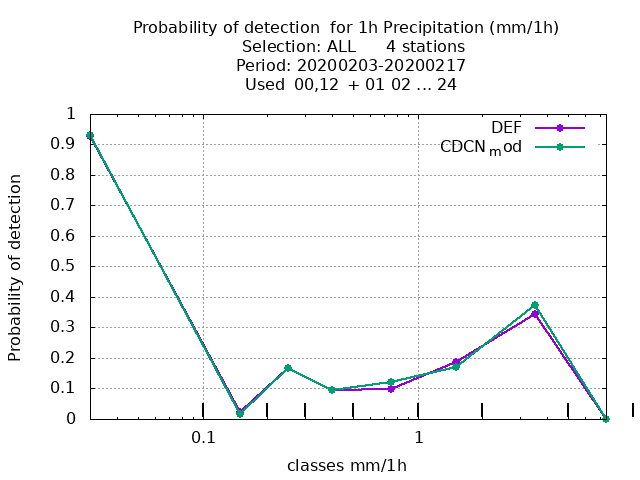 Probability of detection for 1h Precipitation (mm/1h)
Selection: ALL 4 stations
Period: 20200203-20200217
Used 00,12 + 01 02 ... 24
DEF
CDCNmod
1
0.9
0.8
0.7
0.6
0.5
0.4
0.3
0.2
0.1
0
Probability of detection
0.1 1
classes mm/1h